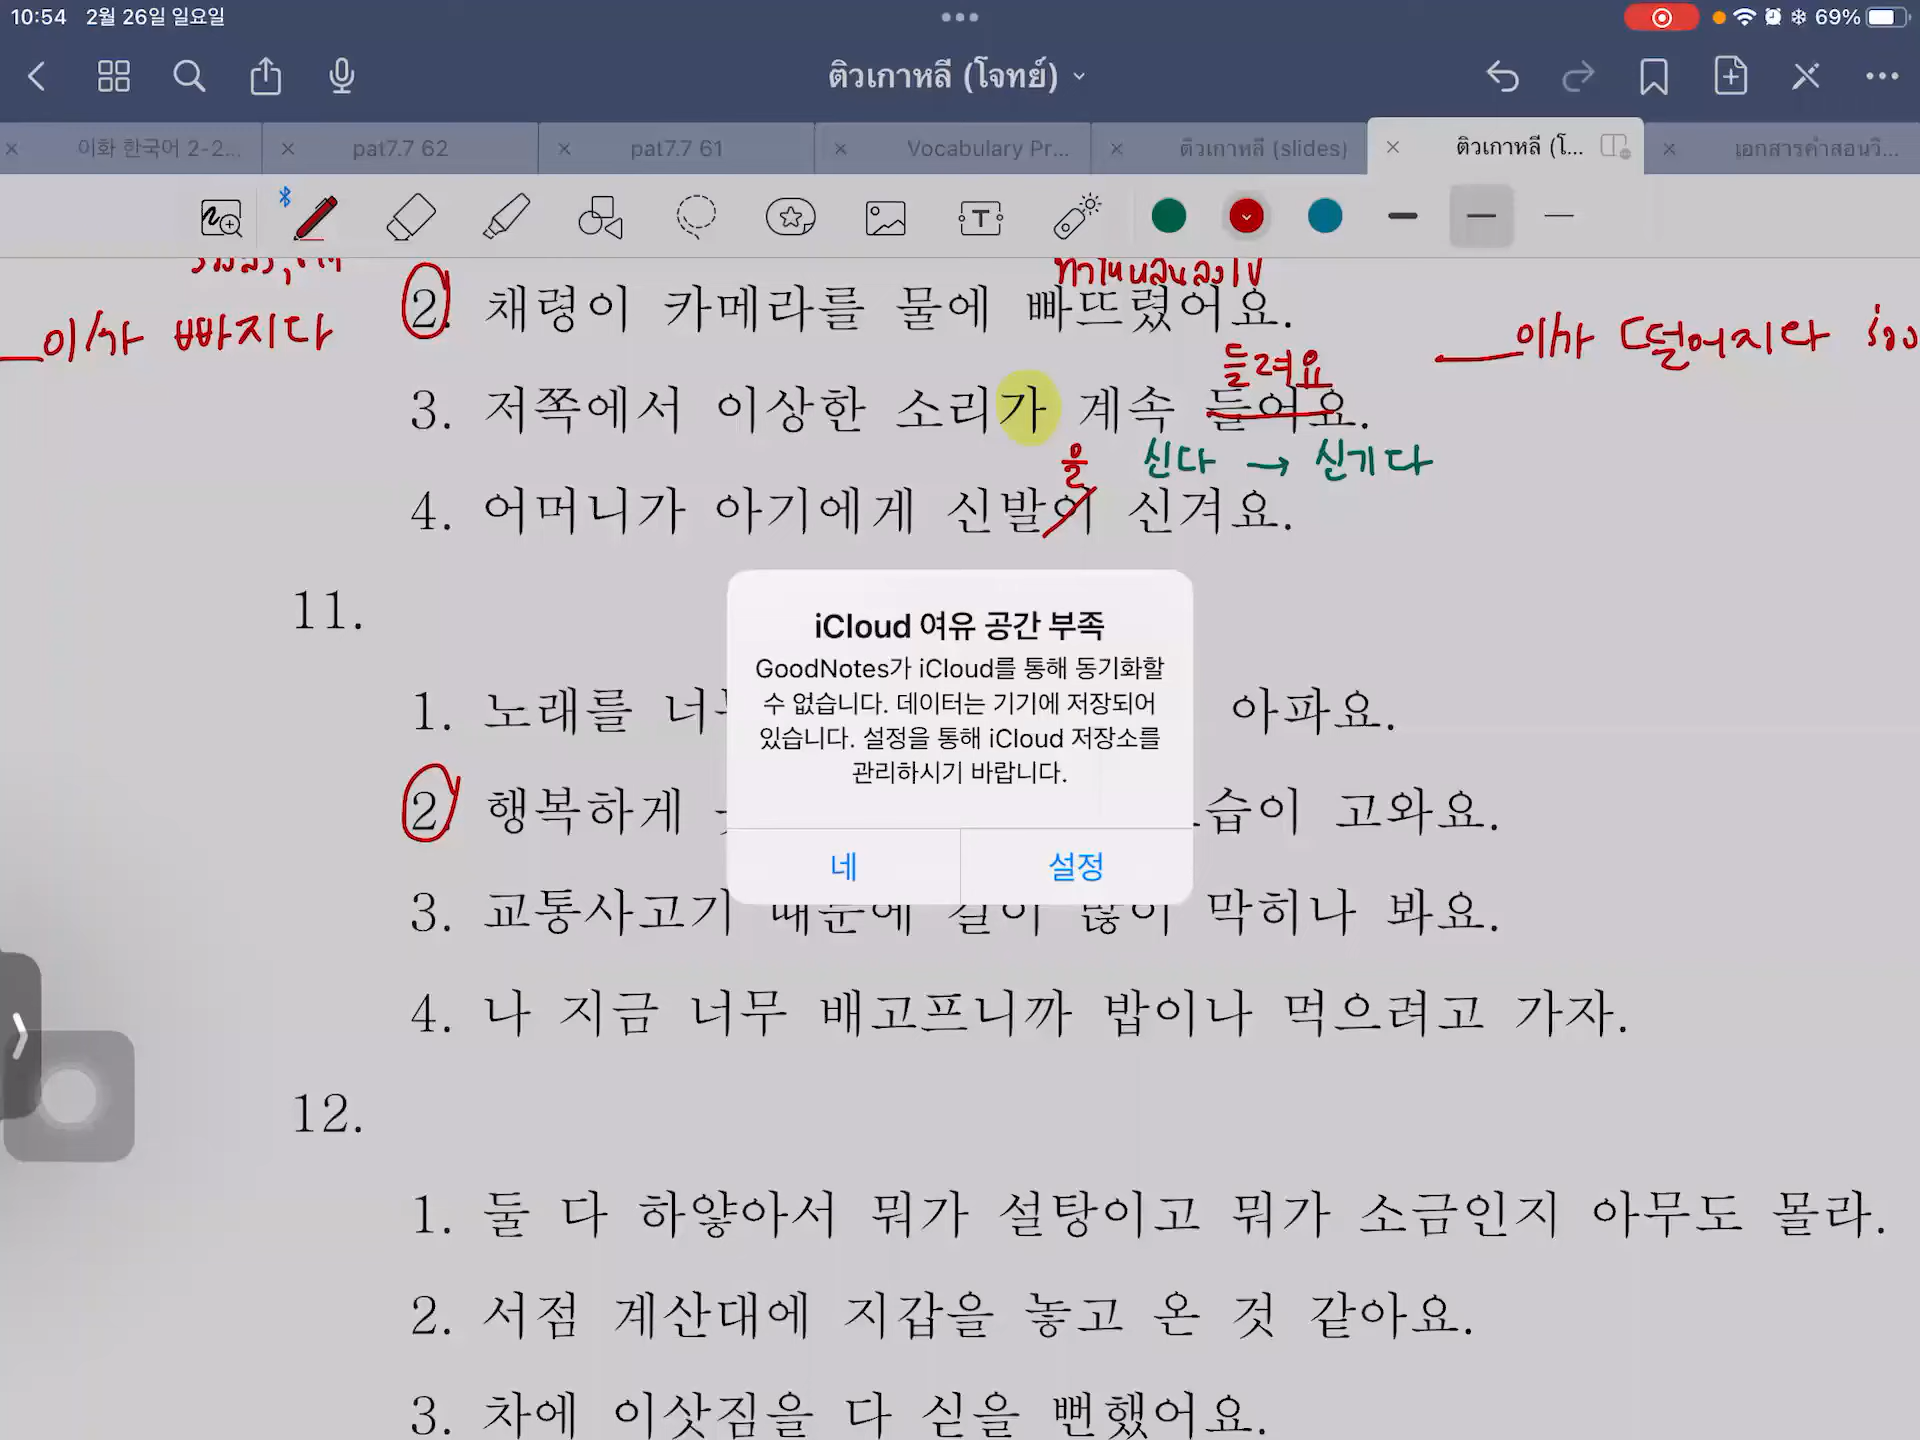 10:54 2월 26일 일요일
69%
ติวเกาหลี (โจทย์)
이화 한국어 2-2...
pat7.7 62
pat7.7 61
Vocabulary Pr...
ติวเกาหลี (slides)
ติวเกาหลี (โ...
เอกสารคำสอนวิ...
2. 채령이 카메라를 물에 빠뜨렸어요.
이/가 빠지다
이/가 떨어지다
들려요
3. 저쪽에서 이상한 소리가 계속 들어요.
을 신다 → 신기다
4. 어머니가 아기에게 신발이 신겨요.
11.
1. 노래를 아파요.
2. 행복하게 고와요.
3. 교통사고가 때문에 길이 많이 막히나 봐요.
4. 나 지금 너무 배고프니까 밥이나 먹으려고 가자.
iCloud 여유 공간 부족
GoodNotes가 iCloud를 통해 동기화할
수 없습니다. 데이터는 기기에 저장되어
있습니다. 설정을 통해 iCloud 저장소를
관리하시기 바랍니다.
네 설정
12.
1. 둘 다 하얗아서 뭐가 설탕이고 뭐가 소금인지 아무도 몰라.
2. 서점 계산대에 지갑을 놓고 온 것 같아요.
3. 차에 이삿짐을 다 싣을 뻔했어요.